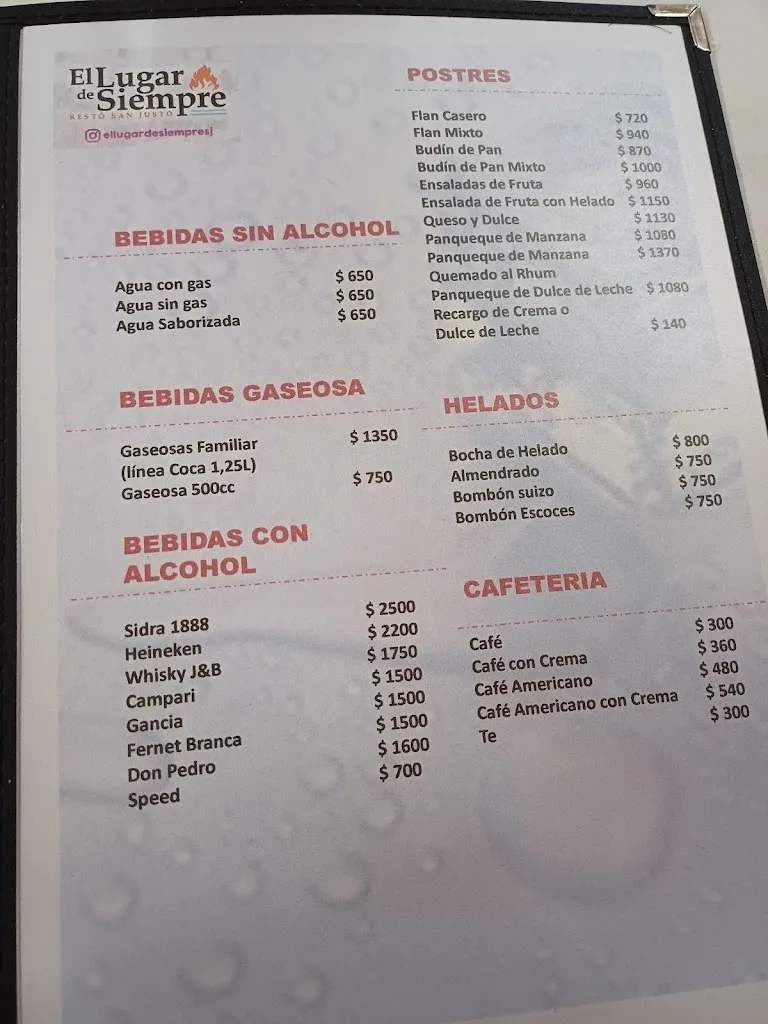 El Lugar
de Siempre
RESTÓ SAN JUSTO
ellugardesiempresj
BEBIDAS SIN ALCOHOL
Agua con gas $ 650
Agua sin gas $ 650
Agua Saborizada $ 650
BEBIDAS GASEOSA
Gaseosas Familiar $ 1350
(línea Coca 1,25L)
Gaseosa 500cc $ 750
BEBIDAS CON
ALCOHOL
Sidra 1888 $ 2500
Heineken $ 2200
Whisky J&B $ 1750
Campari $ 1500
Gancia $ 1500
Fernet Branca $ 1500
Don Pedro $ 1600
Speed $ 700
POSTRES
Flan Casero $ 720
Flan Mixto $ 940
Budín de Pan $ 870
Budín de Pan Mixto $ 1000
Ensaladas de Fruta $ 960
Ensalada de Fruta con Helado $ 1150
Queso y Dulce $ 1130
Panqueque de Manzana $ 1080
Panqueque de Manzana $ 1370
Quemado al Rhum
Panqueque de Dulce de Leche $ 1080
Recargo de Crema o
Dulce de Leche $ 140
HELADOS
Bocha de Helado $ 800
Almendrado $ 750
Bombón suizo $ 750
Bombón Escoces $ 750
CAFETERIA
Café $ 300
Café con Crema $ 360
Café Americano $ 480
Café Americano con Crema $ 540
Te $ 300